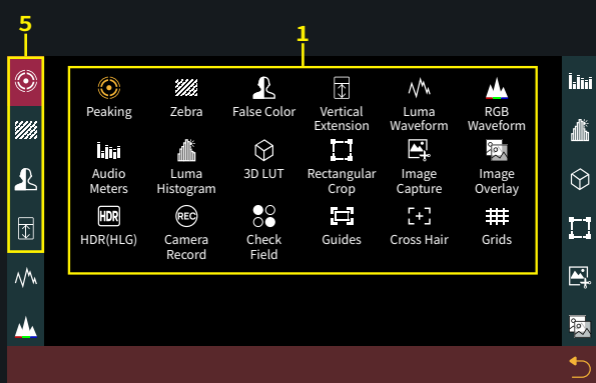 5
1
Peaking
Zebra
False Color
Vertical
Extension
Luma
Waveform
RGB
Waveform
Audio
Meters
Luma
Histogram
3D LUT
Rectangular
Crop
Image
Capture
Image
Overlay
HDR
HDR(HLG)
REC
Camera
Record
Check
Field
Guides
Cross Hair
Grids